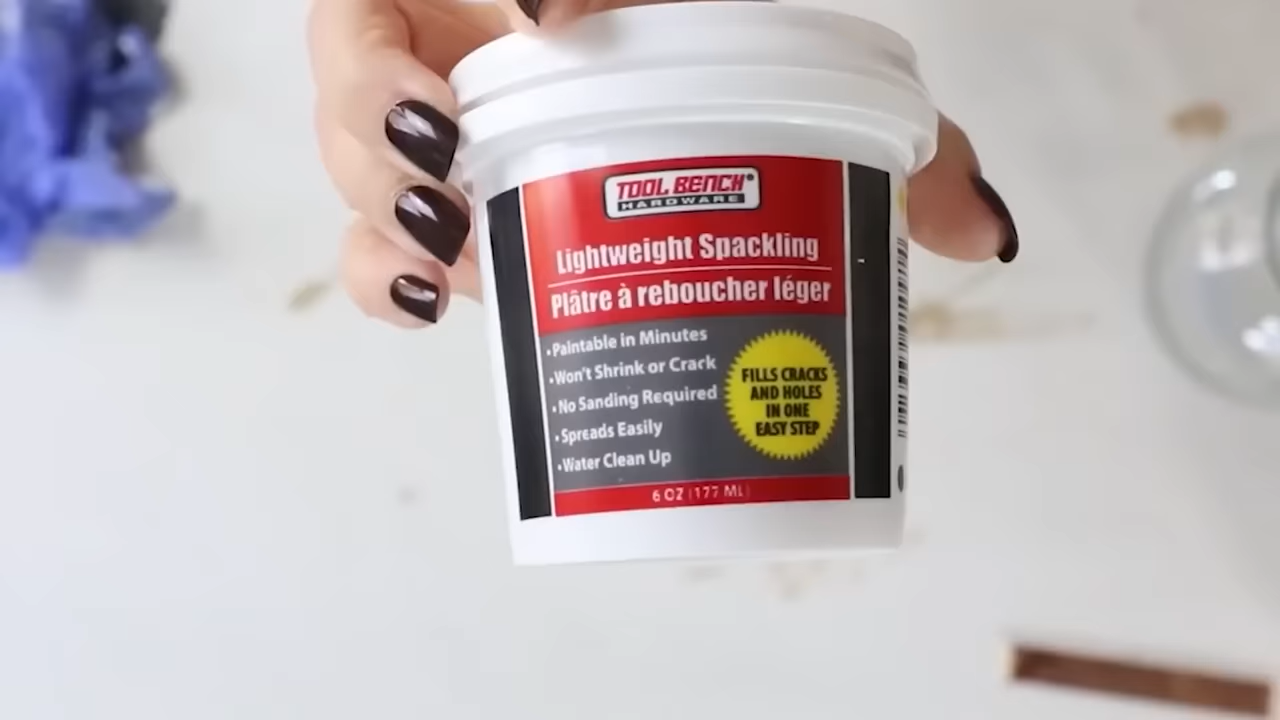 TOOL BENCH®
HARDWARE
Lightweight Spackling
Plâtre à reboucher léger
•Paintable in Minutes
•Won't Shrink or Crack
•No Sanding Required
•Spreads Easily
•Water Clean Up
FILLS CRACKS
AND HOLES
IN ONE
EASY STEP
6 OZ (177 ML)